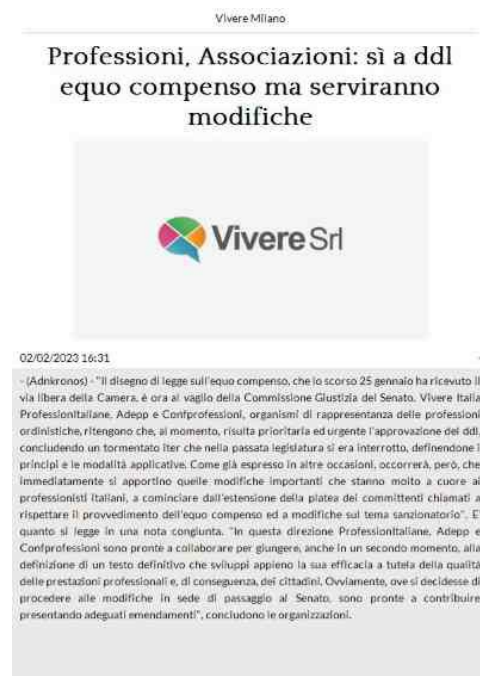 Vivere Milano
Professioni, Associazioni: sì a ddl
equo compenso ma serviranno
modifiche
Vivere Srl
02/02/2023 16:31
- (Adnkronos) - "Il disegno di legge sull'equo compenso, che lo scorso 25 gennaio ha ricevuto il
via libera della Camera, è ora al vaglio della Commissione Giustizia del Senato. Vivere Italia
ProfessionItaliane, Adepp e Confprofessioni, organismi di rappresentanza delle professioni
ordinistiche, ritengono che, al momento, risulta prioritaria ed urgente l'approvazione del ddl,
concludendo un tormentato iter che nella passata legislatura si era interrotto, definendone i
principi e le modalità applicative. Come già espresso in altre occasioni, occorrerà, però, che
immediatamente si apportino quelle modifiche importanti che stanno molto a cuore ai
professionisti italiani, a cominciare dall'estensione della platea dei committenti chiamati a
rispettare il provvedimento dell'equo compenso ed a modifiche sul tema sanzionatorio". E'
quanto si legge in una nota congiunta. "In questa direzione ProfessionItaliane, Adepp e
Confprofessioni sono pronte a collaborare per giungere, anche in un secondo momento, alla
definizione di un testo definitivo che sviluppi appieno la sua efficacia a tutela della qualità
delle prestazioni professionali e, di conseguenza, dei cittadini. Ovviamente, ove si decidesse di
procedere alle modifiche in sede di passaggio al Senato, sono pronte a contribuire
presentando adeguati emendamenti", concludono le organizzazioni.